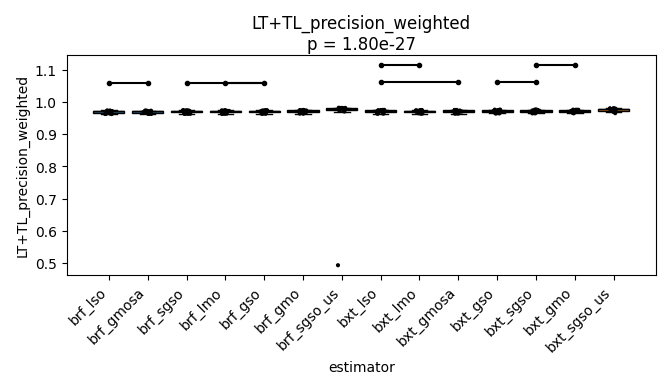 LT+TL_precision_weighted
p = 1.80e-27
LT+TL_precision_weighted
1.1
1.0
0.9
0.8
0.7
0.6
0.5
brf_lso
brf_gmosa
brf_sgso
brf_lmo
brf_gso
brf_gmo
brf_sgso_us
bxt_lso
bxt_lmo
bxt_gmosa
bxt_gso
bxt_sgso
bxt_gmo
bxt_sgso_us
estimator